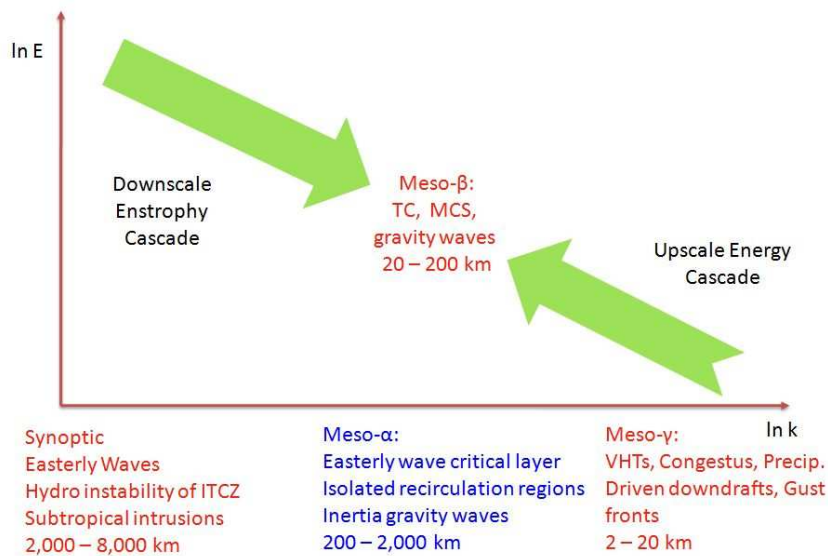 ln E
Downscale
Enstrophy
Cascade
Meso-β:
TC, MCS,
gravity waves
20 – 200 km
Upscale Energy
Cascade
ln k
Synoptic
Easterly Waves
Hydro instability of ITCZ
Subtropical intrusions
2,000 – 8,000 km
Meso-α:
Easterly wave critical layer
Isolated recirculation regions
Inertia gravity waves
200 – 2,000 km
Meso-γ:
VHTs, Congestus, Precip.
Driven downdrafts, Gust
fronts
2 – 20 km